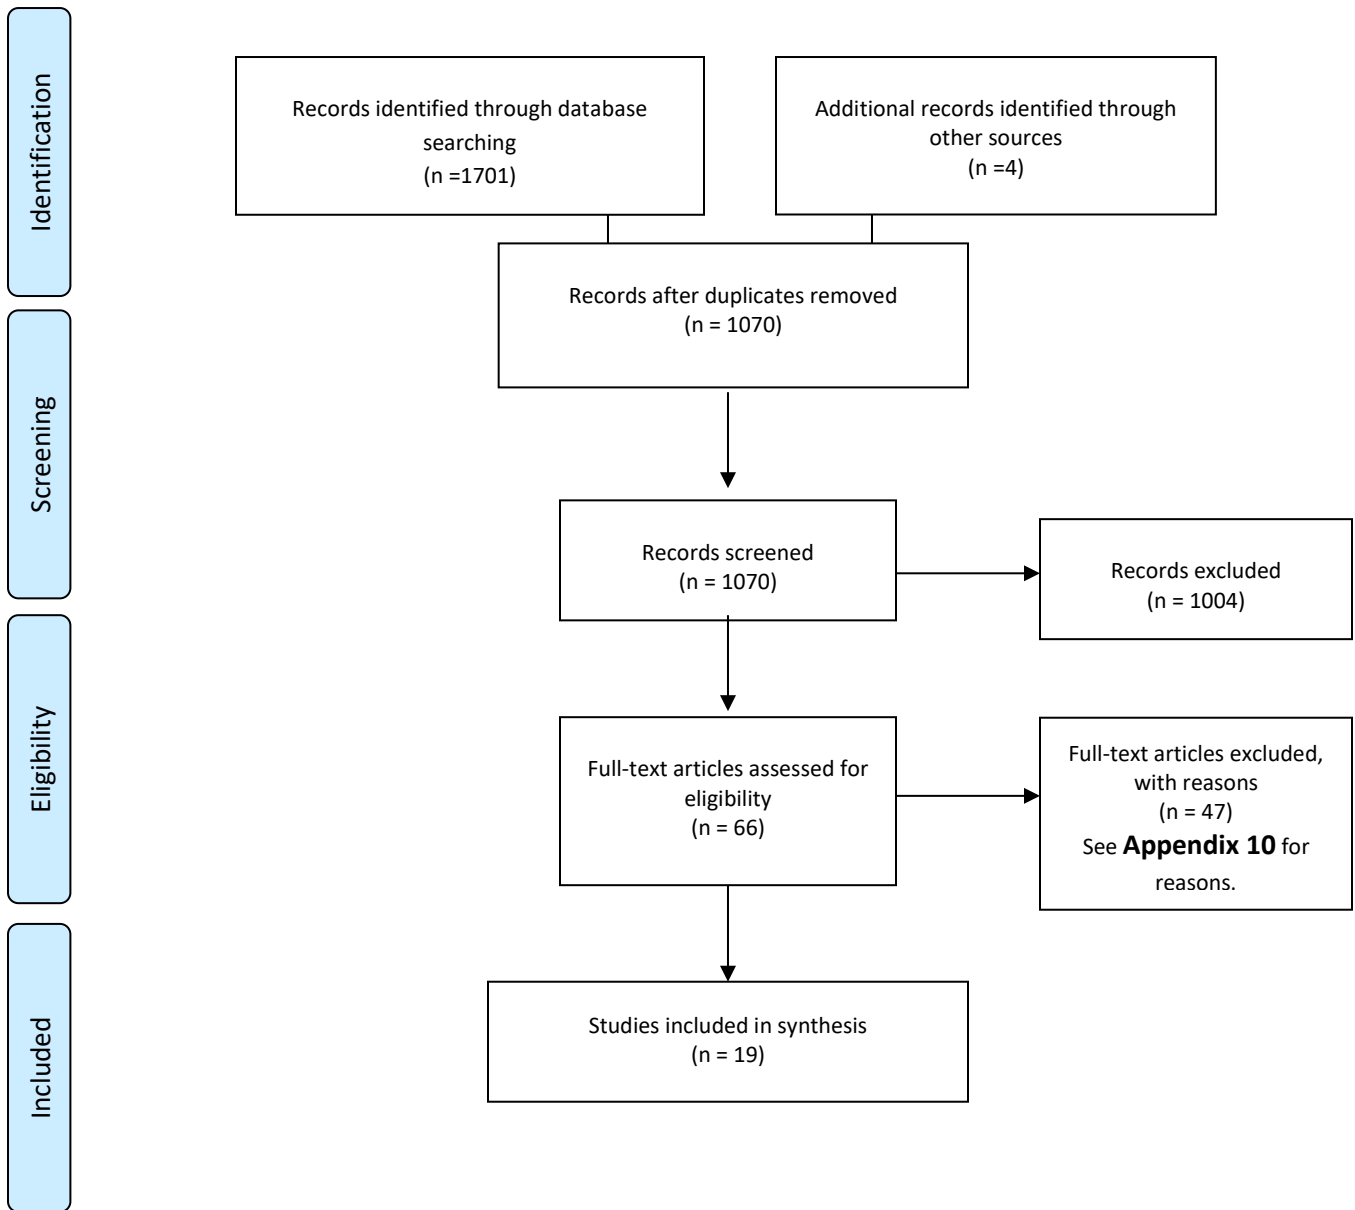 Identification
Records identified through database
searching
(n =1701)
Additional records identified through
other sources
(n =4)
Records after duplicates removed
(n = 1070)
Screening
Records screened
(n = 1070)
Records excluded
(n = 1004)
Eligibility
Full-text articles assessed for
eligibility
(n = 66)
Full-text articles excluded,
with reasons
(n = 47)
See Appendix 10 for
reasons.
Included
Studies included in synthesis
(n = 19)